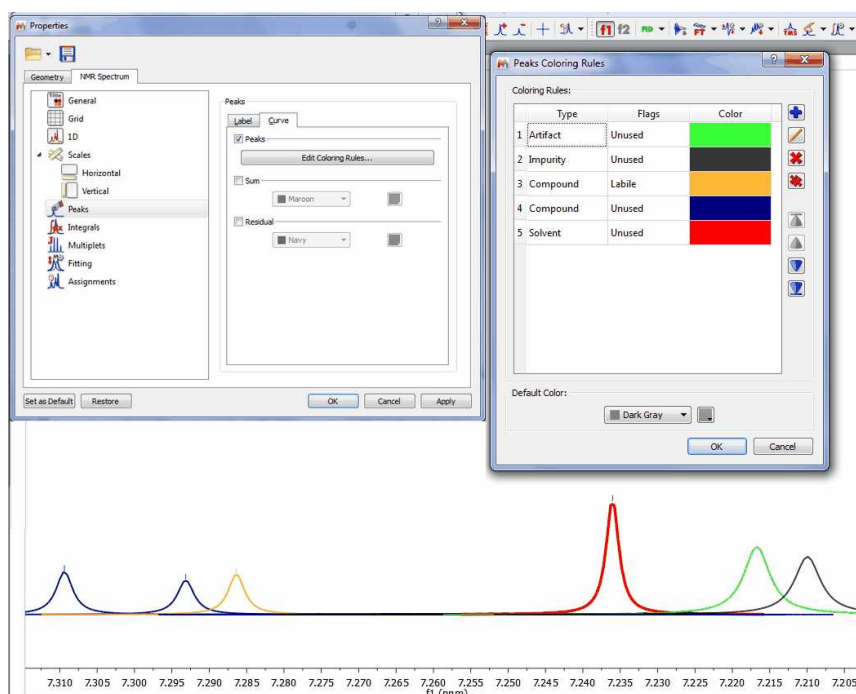 Properties
Geometry
NMR Spectrum
General
Grid
1D
Scales
Horizontal
Vertical
Peaks
Integrals
Multiplets
Fitting
Assignments
Peaks
Label
Curve
Peaks
Edit Coloring Rules...
Sum
Maroon
Residual
Navy
Set as Default
Restore
OK
Cancel
Apply
f1 f2
FID
FT
TMS
Peaks Coloring Rules
Coloring Rules:
Type Flags Color
1 Artifact Unused
2 Impurity Unused
3 Compound Labile
4 Compound Unused
5 Solvent Unused
Default Color:
Dark Gray
OK
Cancel
7.310 7.305 7.300 7.295 7.290 7.285 7.280 7.275 7.270 7.265 7.260 7.255 7.250 7.245 7.240 7.235 7.230 7.225 7.220 7.215 7.210 7.205
f1 (ppm)